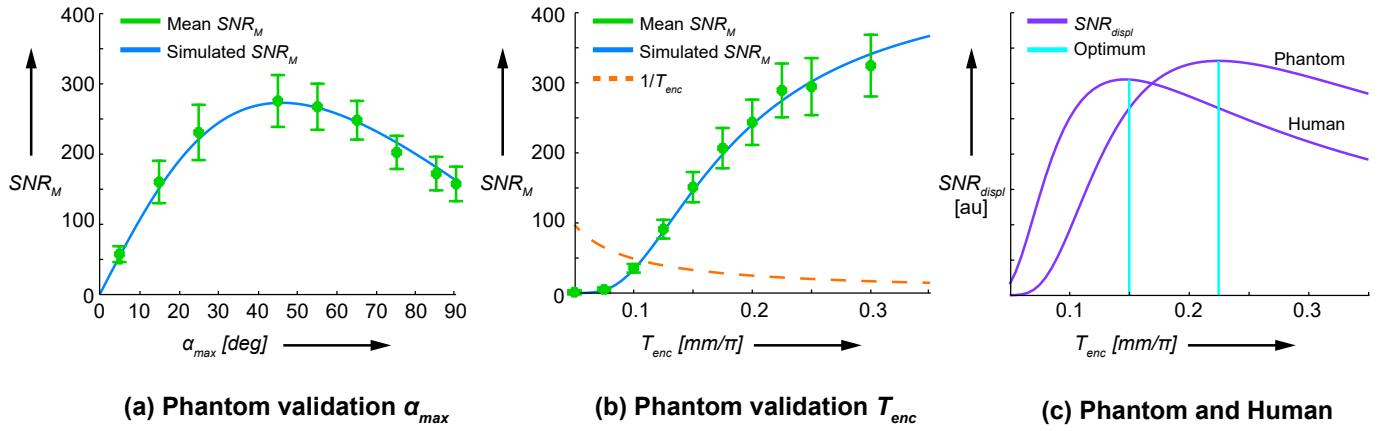 400
300
200
100
0
SNR_M
Mean SNR_M
Simulated SNR_M
0 10 20 30 40 50 60 70 80 90
α_max [deg]
(a) Phantom validation α_max
400
300
200
100
0
SNR_M
Mean SNR_M
Simulated SNR_M
1/T_enc
0.1 0.2 0.3
T_enc [mm/π]
(b) Phantom validation T_enc
SNR_displ
[au]
SNR_displ
Optimum
Phantom
Human
0.1 0.2 0.3
T_enc [mm/π]
(c) Phantom and Human